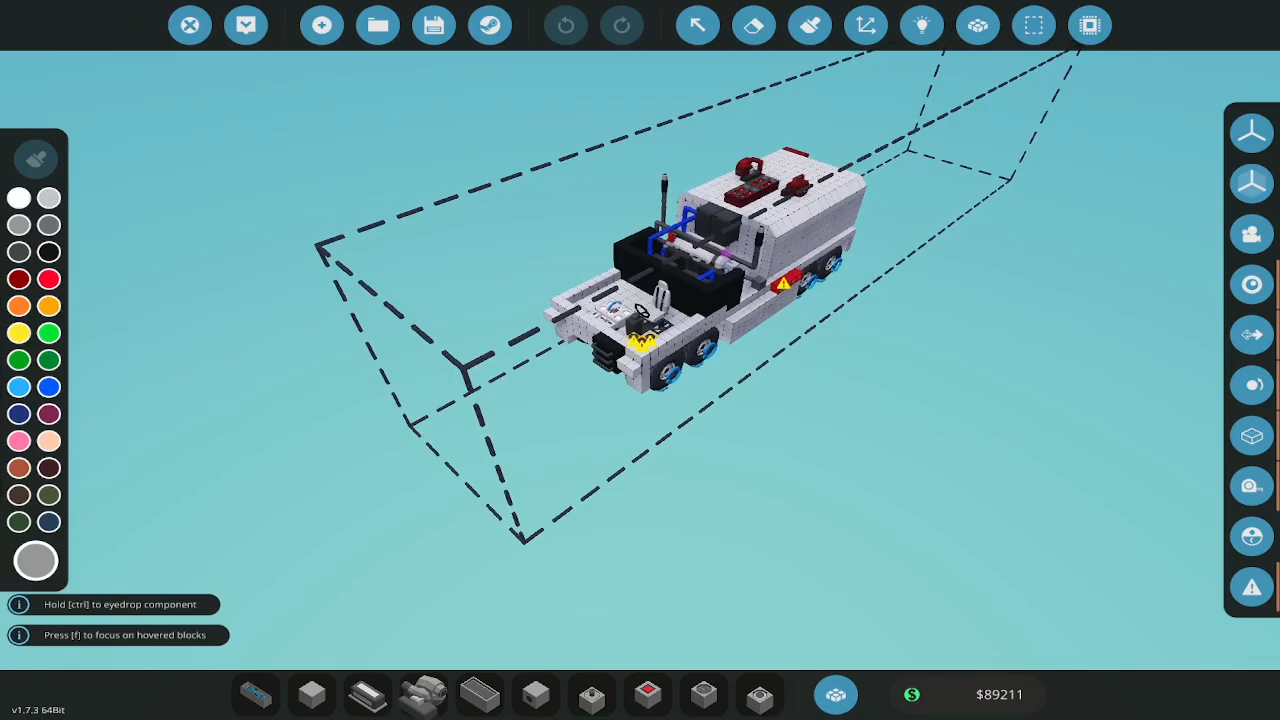 Hold [ctrl] to eyedrop component
Press [f] to focus on hovered blocks
$89211
v1.7.3 64Bit